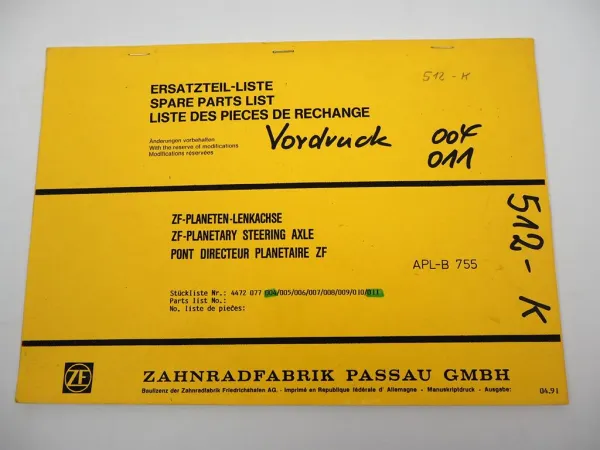 512-K
ERSATZTEIL-LISTE
SPARE PARTS LIST
LISTE DES PIECES DE RECHANGE
Änderungen vorbehalten
With the reserve of modifications
Modifications réservées
Vordruck 004
011
512-K
ZF-PLANETEN-LENKACHSE
ZF-PLANETARY STEERING AXLE
PONT DIRECTEUR PLANETAIRE ZF
APL-B 755
Stückliste Nr.: 4472 077 004/005/006/007/008/009/010/011
Parts list No.:
No. liste de piećes:
ZF ZAHNRADFABRIK PASSAU GMBH
Baulizenz der Zahnradfabrik Friedrichshafen AG. - Imprimé en Republique fédérale d' Allemagne - Manuskriptdruck - Ausgabe: 04.91